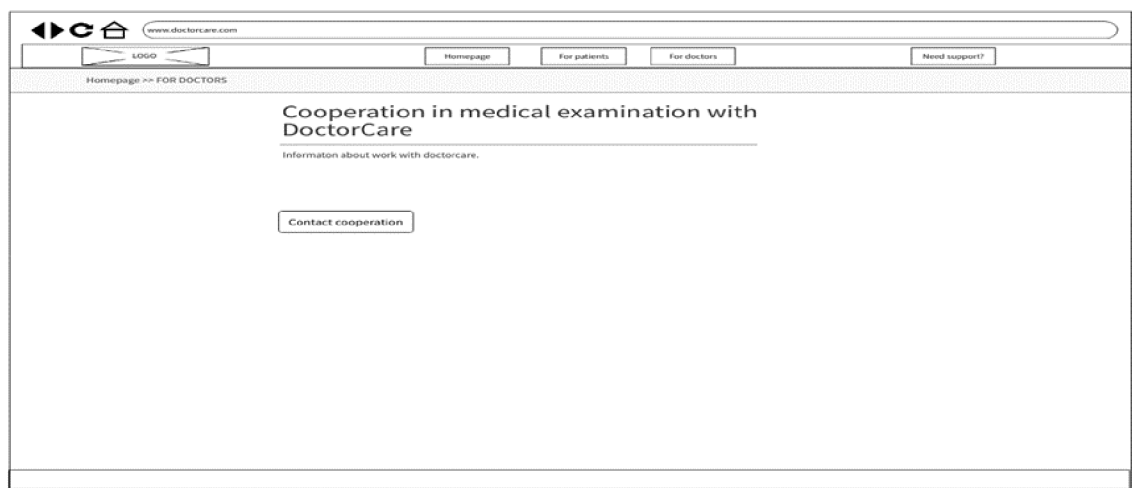 www.doctorcare.com
LOGO
Homepage
For patients
For doctors
Need support?
Homepage >> FOR DOCTORS
Cooperation in medical examination with
DoctorCare
Informaton about work with doctorcare.
Contact cooperation